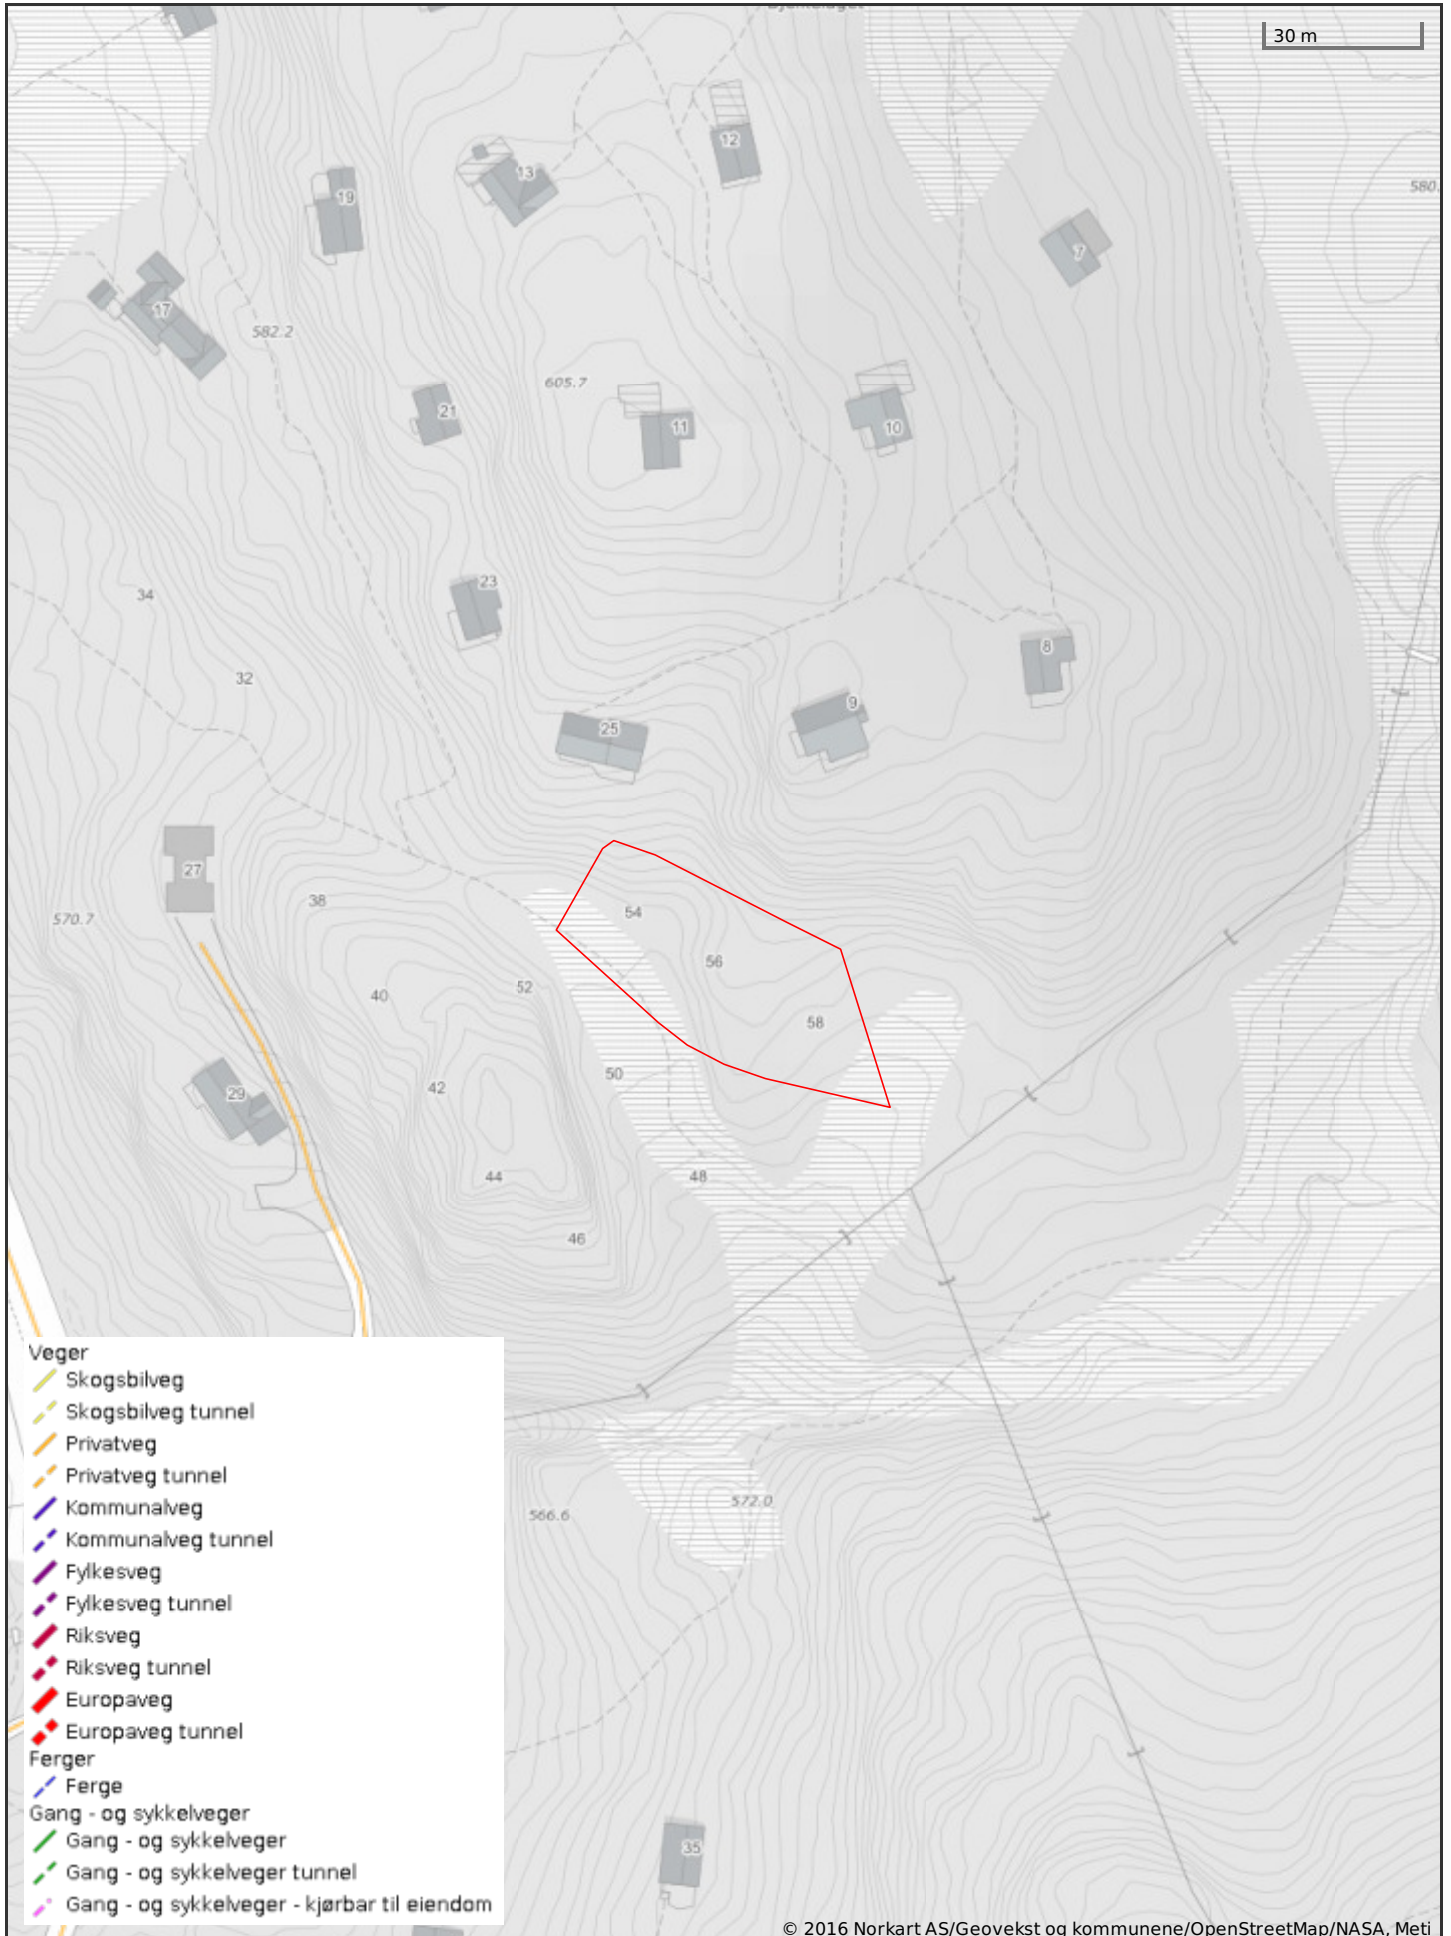 30 m
12
13
19
580.
7
17
582.2
605.7
21
11
10
23
34
8
32
9
25
27
38
54
570.7
56
52
40
58
50
42
29
44
48
46
Veger
Skogsbilveg
Skogsbilveg tunnel
Privatveg
Privatveg tunnel
Kommunalveg
Kommunalveg tunnel
Fylkesveg
Fylkesveg tunnel
Riksveg
Riksveg tunnel
Europaveg
Europaveg tunnel
Ferger
Ferge
Gang - og sykkelveger
Gang - og sykkelveger
Gang - og sykkelveger tunnel
Gang - og sykkelveger - kjørbar til eiendom
572.0
566.6
35
© 2016 Norkart AS/Geovekst og kommunene/OpenStreetMap/NASA, Meti